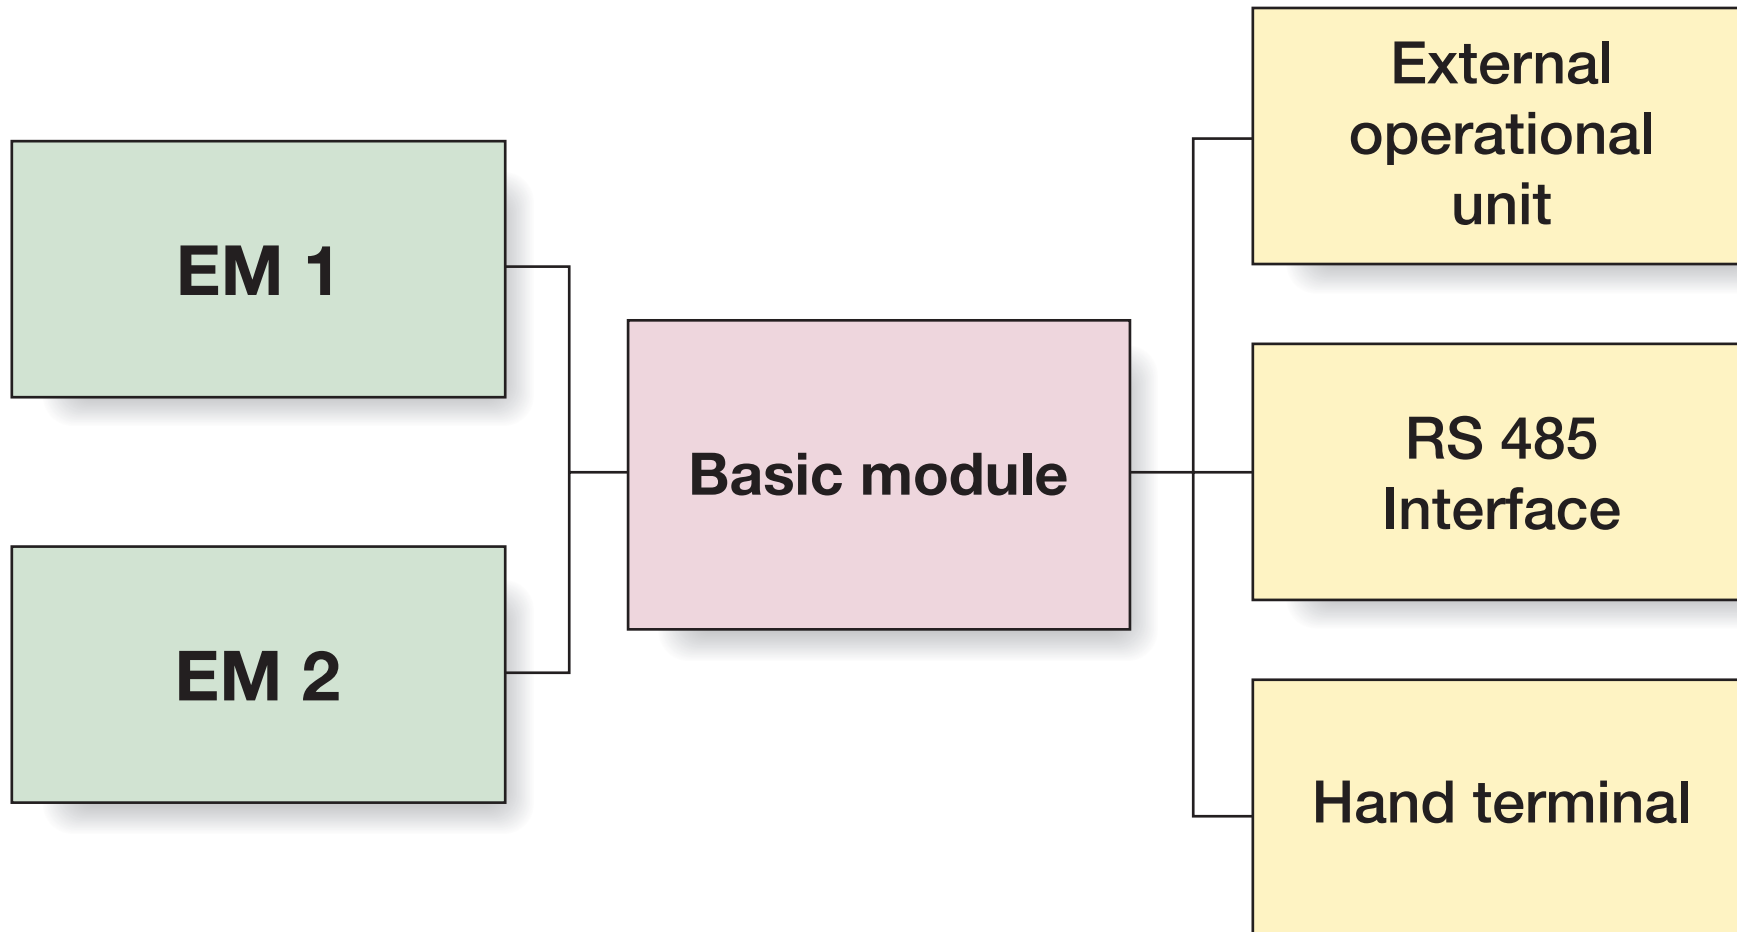 EM 1
EM 2
Basic module
External
operational
unit
RS 485
Interface
Hand terminal